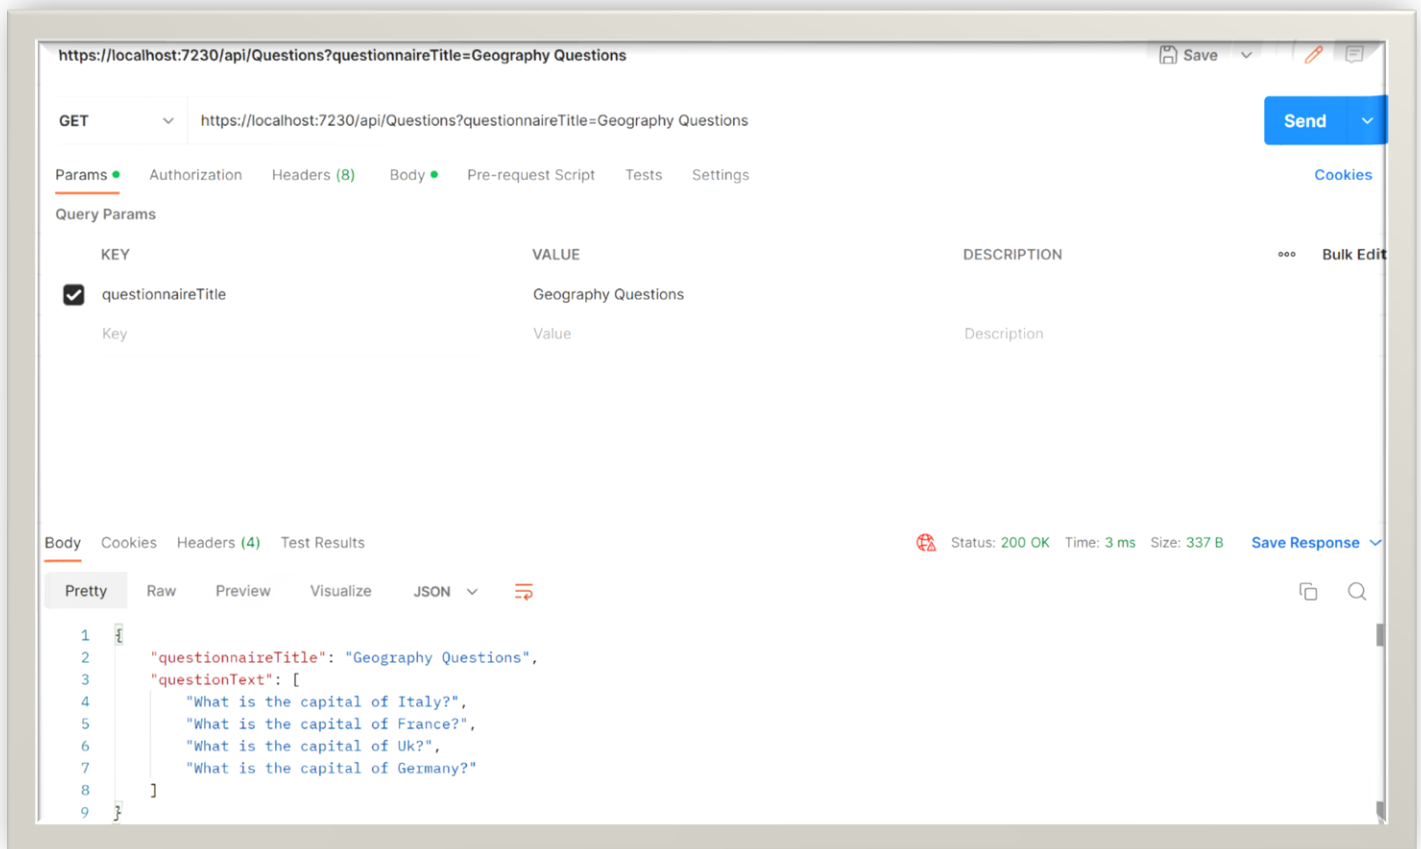 https://localhost:7230/api/Questions?questionnaireTitle=Geography Questions Save
GET https://localhost:7230/api/Questions?questionnaireTitle=Geography Questions Send
Params Authorization Headers (8) Body Pre-request Script Tests Settings Cookies
Query Params
KEY VALUE DESCRIPTION ooo Bulk Edit
questionnaireTitle Geography Questions
Key Value Description
Body Cookies Headers (4) Test Results Status: 200 OK Time: 3 ms Size: 337 B Save Response
Pretty Raw Preview Visualize JSON
1 {
2 "questionnaireTitle": "Geography Questions",
3 "questionText": [
4 "What is the capital of Italy?",
5 "What is the capital of France?",
6 "What is the capital of Uk?",
7 "What is the capital of Germany?"
8 ]
9 }